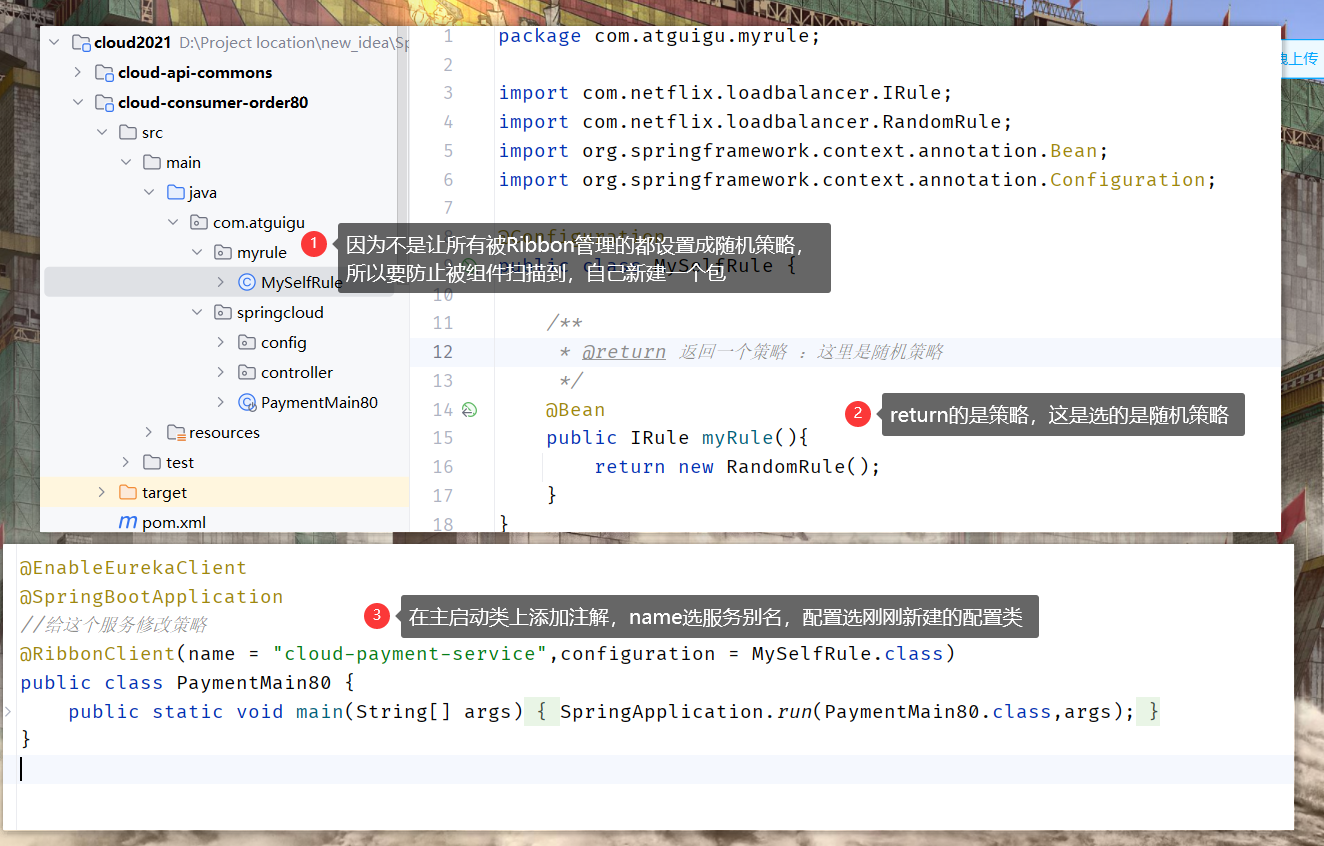 cloud2021 D:\Project location\new_idea\Sp
cloud-api-commons
cloud-consumer-order80
src
main
java
com.atguigu
myrule
MySelfRule
springcloud
config
controller
PaymentMain80
resources
test
target
pom.xml
1 package com.atguigu.myrule;
2
3 import com.netflix.loadbalancer.IRule;
4 import com.netflix.loadbalancer.RandomRule;
5 import org.springframework.context.annotation.Bean;
6 import org.springframework.context.annotation.Configuration;
7
8 @Configuration
9 public class MySelfRule {
10
11 /**
12 * @return 返回一个策略 : 这里是随机策略
13 */
14 @Bean
15 public IRule myRule(){
16 return new RandomRule();
17 }
18 }
1 因为不是让所有被Ribbon管理的都设置成随机策略,
所以要防止被组件扫描到,自己新建一个包
2 return的是策略,这是选的是随机策略
上传
@EnableEurekaClient
@SpringBootApplication
//给这个服务修改策略
3 在主启动类上添加注解,name选服务别名,配置选刚刚新建的配置类
@RibbonClient(name = "cloud-payment-service",configuration = MySelfRule.class)
public class PaymentMain80 {
public static void main(String[] args) { SpringApplication.run(PaymentMain80.class,args); }
}